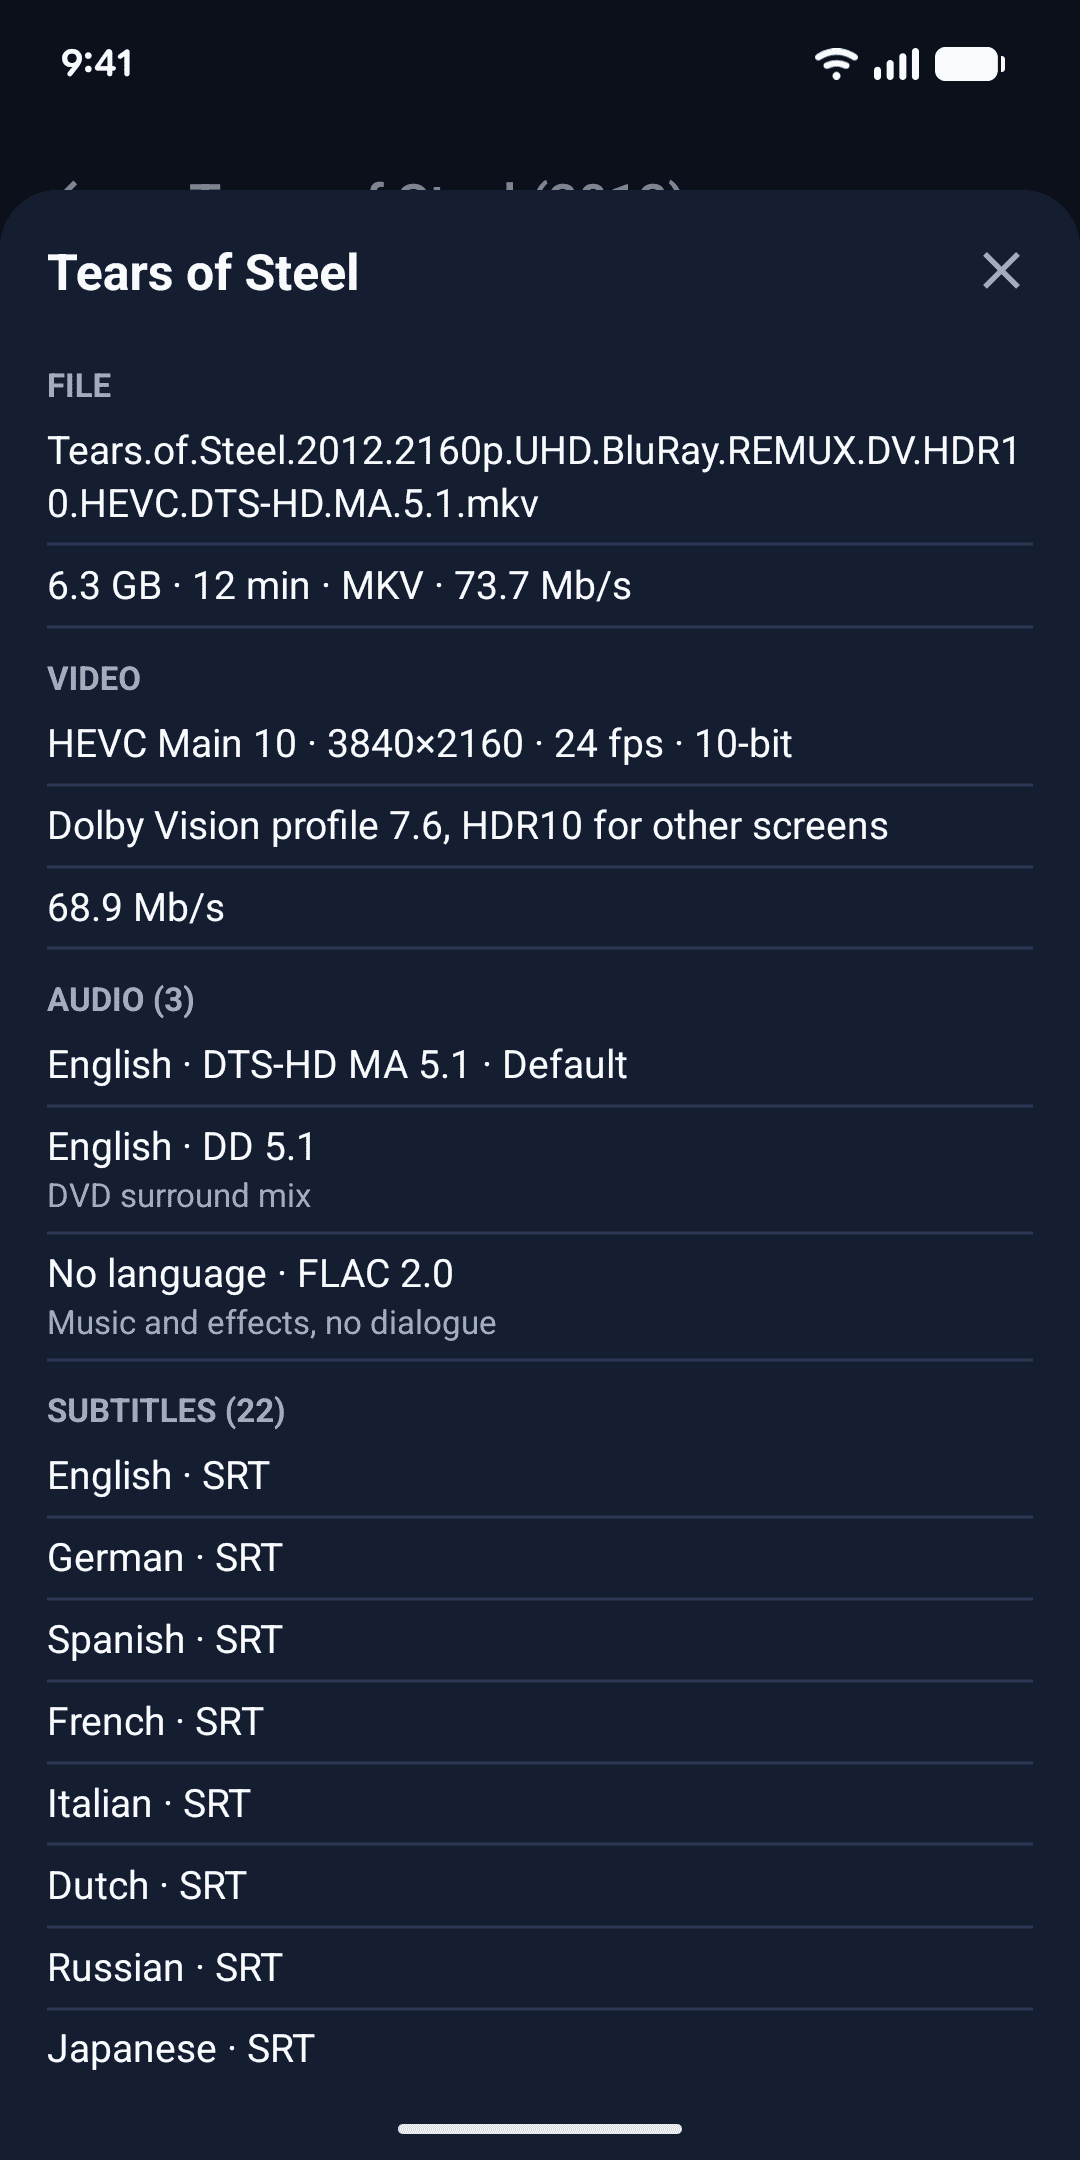 9:41
Tears of Steel
FILE
Tears.of.Steel.2012.2160p.UHD.BluRay.REMUX.DV.HDR1
0.HEVC.DTS-HD.MA.5.1.mkv
6.3 GB · 12 min · MKV · 73.7 Mb/s
VIDEO
HEVC Main 10 · 3840×2160 · 24 fps · 10-bit
Dolby Vision profile 7.6, HDR10 for other screens
68.9 Mb/s
AUDIO (3)
English · DTS-HD MA 5.1 · Default
English · DD 5.1
DVD surround mix
No language · FLAC 2.0
Music and effects, no dialogue
SUBTITLES (22)
English · SRT
German · SRT
Spanish · SRT
French · SRT
Italian · SRT
Dutch · SRT
Russian · SRT
Japanese · SRT